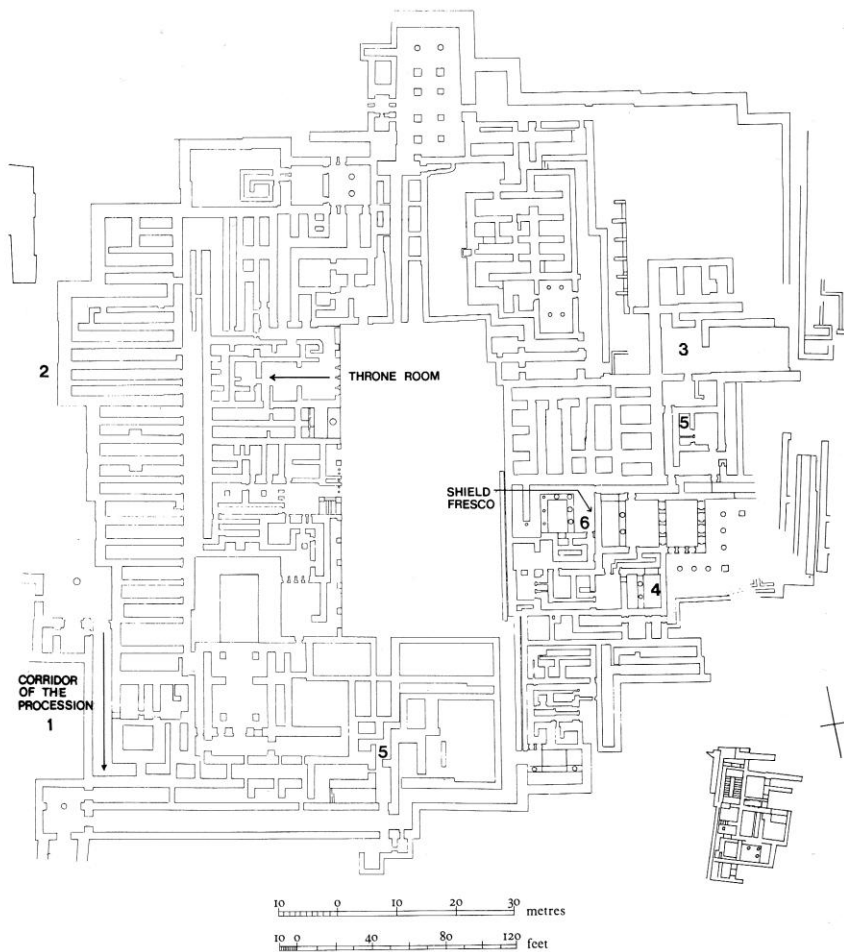 2
THRONE ROOM
3
5
SHIELD
FRESCO
6
4
CORRIDOR
OF THE
PROCESSION
1
5
10 0 10 20 30 metres
10 0 40 80 120 feet